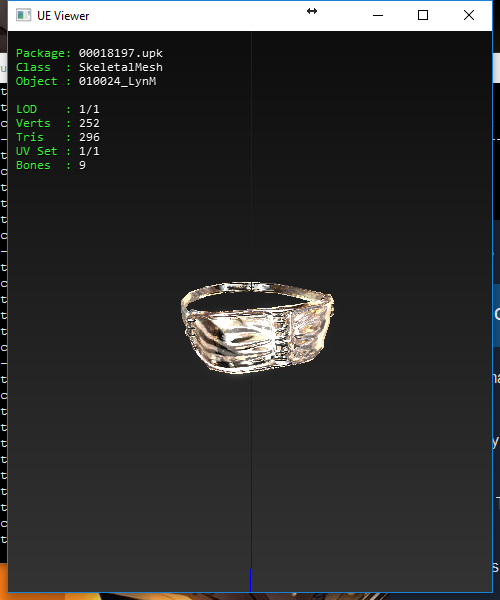 UE Viewer
Package: 00018197.upk
Class  : SkeletalMesh
Object : 010024_LynM
LOD    : 1/1
Verts  : 252
Tris   : 296
UV Set : 1/1
Bones  : 9